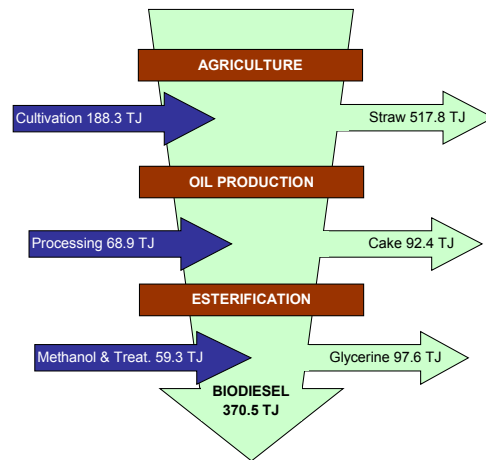 AGRICULTURE
Cultivation 188.3 TJ
Straw 517.8 TJ
OIL PRODUCTION
Processing 68.9 TJ
Cake 92.4 TJ
ESTERIFICATION
Methanol & Treat. 59.3 TJ
Glycerine 97.6 TJ
BIODIESEL
370.5 TJ